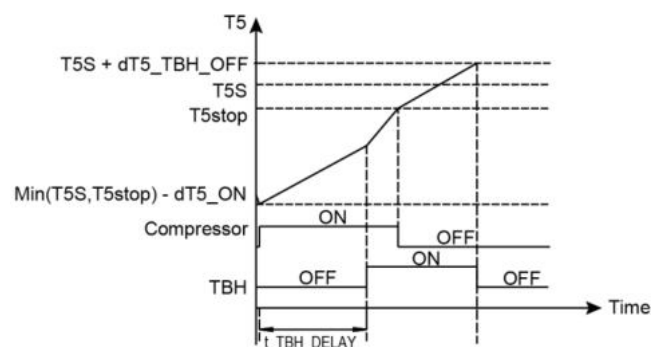 T5
T5S + dT5_TBH_OFF
T5S
T5stop
Min(T5S,T5stop) - dT5_ON
ON
Compressor
OFF
ON
TBH
OFF
OFF
Time
t_TBH_DELAY